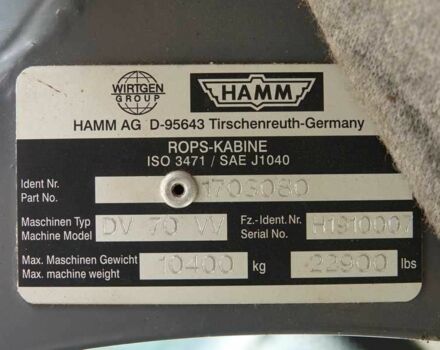 WIRTGEN
GROUP
HAMM
HAMM AG D-95643 Tirschenreuth-Germany
ROPS-KABINE
ISO 3471 / SAE J1040
Ident Nr.
Part No.
1703080
Maschinen Typ
Machine Model
DV 70 VV
Fz.-Ident.Nr.
Serial No.
Max. Maschinen Gewicht
Max. machine weight
10400 kg
22900 lbs